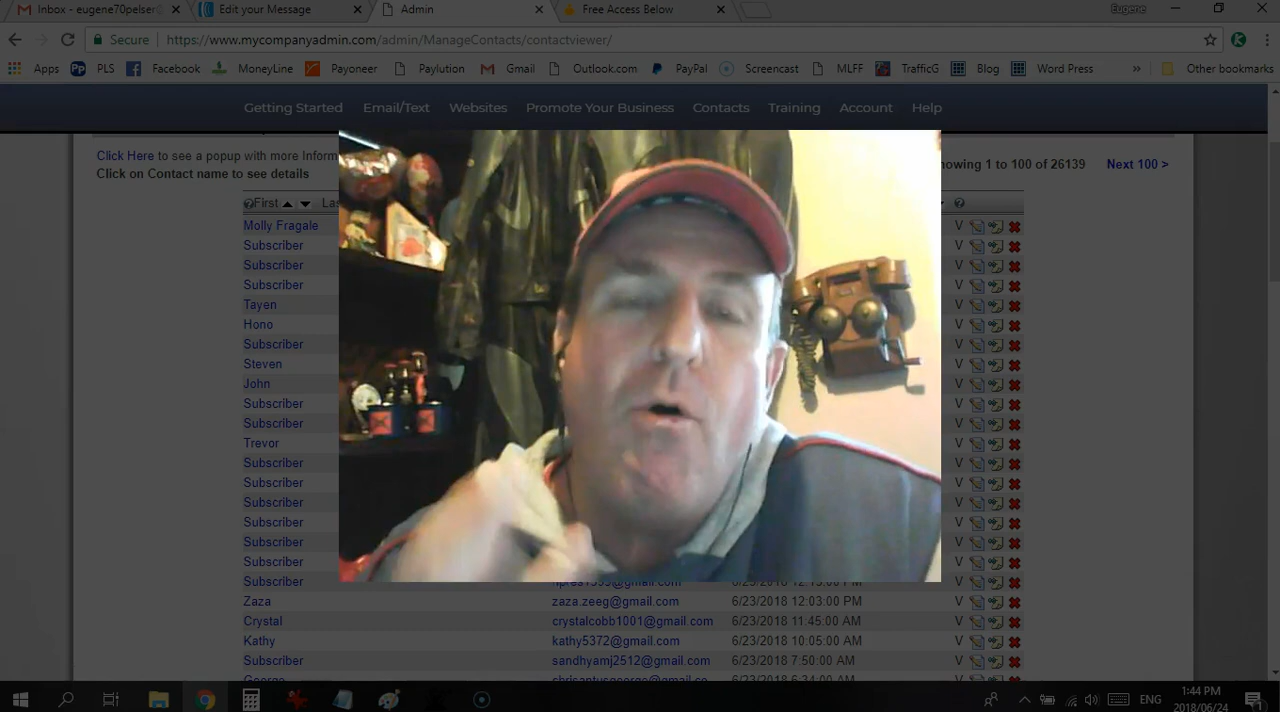 Inbox - eugene70pelser@
Edit your Message
Admin
Free Access Below
Eugene
Secure
https://www.mycompanyadmin.com/admin/ManageContacts/contactviewer/
Apps
PLS
Facebook
MoneyLine
Payoneer
Paylution
Gmail
Outlook.com
PayPal
Screencast
MLFF
TrafficG
Blog
Word Press
»
Other bookmarks
Getting Started
Email/Text
Websites
Promote Your Business
Contacts
Training
Account
Help
Click Here to see a popup with more Inform
owing 1 to 100 of 26139
Next 100 >
Click on Contact name to see details
First
Las
Molly Fragale V
Subscriber V
Subscriber V
Subscriber V
Tayen V
Hono V
Subscriber V
Steven V
John V
Subscriber V
Subscriber V
Trevor V
Subscriber V
Subscriber V
Subscriber V
Subscriber V
Subscriber V
Subscriber V
Subscriber V
Zaza zaza.zeeg@gmail.com 6/23/2018 12:03:00 PM V
Crystal crystalcobb1001@gmail.com 6/23/2018 11:45:00 AM V
Kathy kathy5372@gmail.com 6/23/2018 10:05:00 AM V
Subscriber sandhyamj2512@gmail.com 6/23/2018 7:50:00 AM V
ENG
1:44 PM
2018/06/24